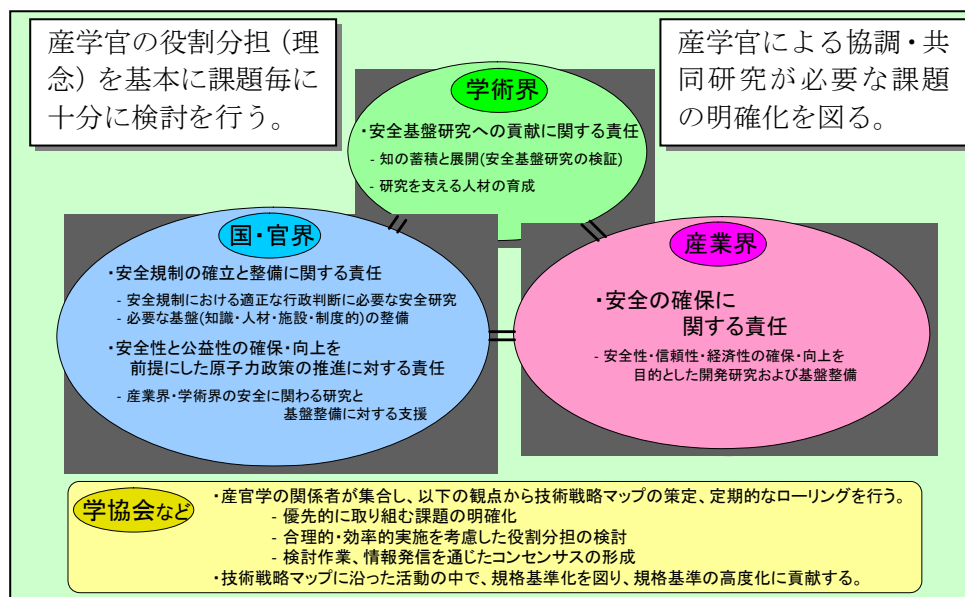 産学官の役割分担（理
念）を基本に課題毎に
十分に検討を行う。
産学官による協調・共
同研究が必要な課題
の明確化を図る。
学術界
・安全基盤研究への貢献に関する責任
- 知の蓄積と展開(安全基盤研究の検証)
- 研究を支える人材の育成
国・官界
・安全規制の確立と整備に関する責任
- 安全規制における適正な行政判断に必要な安全研究
- 必要な基盤(知識・人材・施設・制度的)の整備
・安全性と公益性の確保・向上を
前提にした原子力政策の推進に対する責任
- 産業界・学術界の安全に関わる研究と
基盤整備に対する支援
産業界
・安全の確保に
関する責任
- 安全性・信頼性・経済性の確保・向上を
目的とした開発研究および基盤整備
学協会など
・産官学の関係者が集合し、以下の観点から技術戦略マップの策定、定期的なローリングを行う。
- 優先的に取り組む課題の明確化
- 合理的・効率的実施を考慮した役割分担の検討
- 検討作業、情報発信を通じたコンセンサスの形成
・技術戦略マップに沿った活動の中で、規格基準化を図り、規格基準の高度化に貢献する。